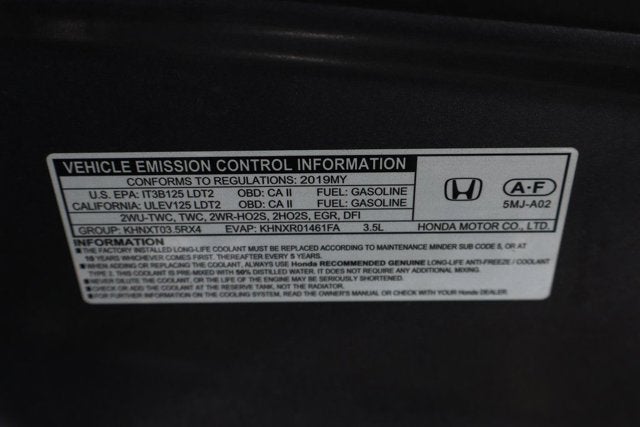 VEHICLE EMISSION CONTROL INFORMATION
CONFORMS TO REGULATIONS: 2019MY
U.S. EPA: IT3B125 LDT2 OBD: CA II FUEL: GASOLINE
CALIFORNIA: ULEV125 LDT2 OBD: CA II FUEL: GASOLINE
2WU-TWC, TWC, 2WR-HO2S, 2HO2S, EGR, DFI
GROUP: KHNXT03.5RX4 EVAP: KHNXR01461FA 3.5L
A-F
5MJ-A02
HONDA MOTOR CO., LTD.
INFORMATION
■THE FACTORY INSTALLED LONG-LIFE COOLANT MUST BE REPLACED ACCORDING TO MAINTENANCE MINDER SUB CODE 5, OR AT
10 YEARS WHICHEVER COMES FIRST, THEREAFTER EVERY 5 YEARS.
■WHEN ADDING OR REPLACING THE COOLANT, ALWAYS USE Honda RECOMMENDED GENUINE LONG-LIFE ANTI-FREEZE / COOLANT
TYPE 2. THIS COOLANT IS PRE-MIXED WITH 50% DISTILLED WATER. IT DOES NOT REQUIRE ANY ADDITIONAL MIXING.
■NEVER DILUTE THE COOLANT, OR THE LIFE OF THE ENGINE MAY BE SERIOUSLY SHORTENED.
■CHECK OR ADD THE COOLANT AT THE RESERVE TANK, NOT THE RADIATOR.
■FOR FURTHER INFORMATION ON THE COOLING SYSTEM, READ THE OWNER'S MANUAL OR CHECK WITH YOUR Honda DEALER.